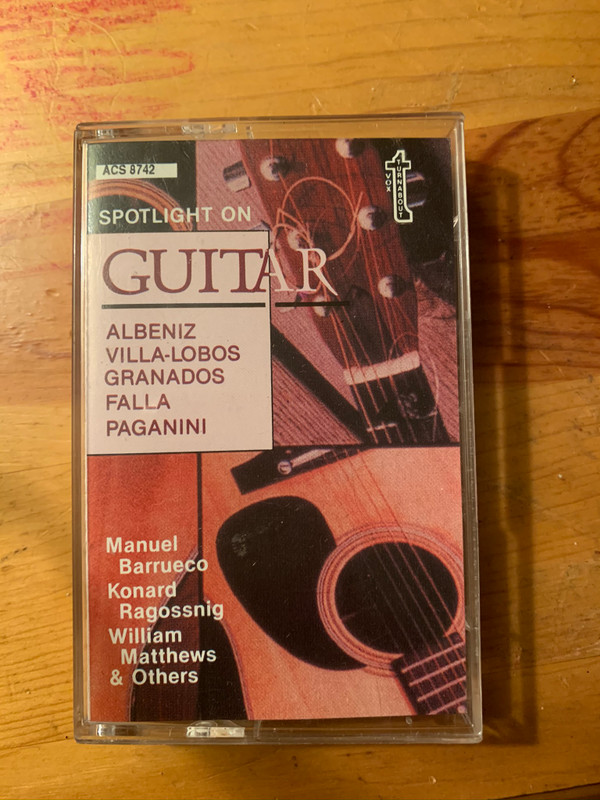 ACS 8742
VOX
TURNABOUT
t
SPOTLIGHT ON
GUITAR
ALBENIZ
VILLA-LOBOS
GRANADOS
FALLA
PAGANINI
Manuel
Barrueco
Konard
Ragossnig
William
Matthews
& Others